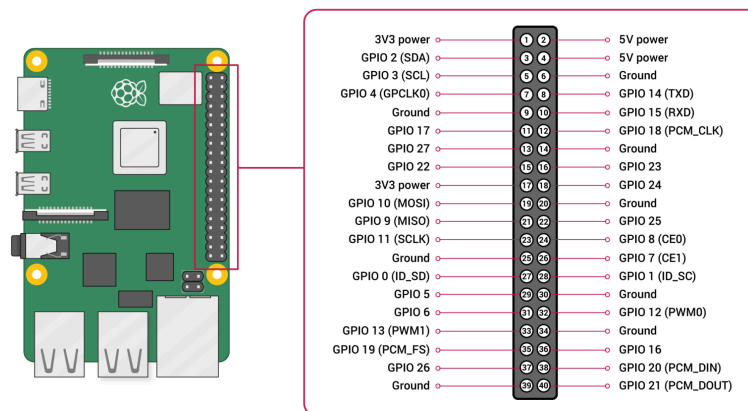 3V3 power 1 2 5V power
GPIO 2 (SDA) 3 4 5V power
GPIO 3 (SCL) 5 6 Ground
GPIO 4 (GPCLK0) 7 8 GPIO 14 (TXD)
Ground 9 10 GPIO 15 (RXD)
GPIO 17 11 12 GPIO 18 (PCM_CLK)
GPIO 27 13 14 Ground
GPIO 22 15 16 GPIO 23
3V3 power 17 18 GPIO 24
GPIO 10 (MOSI) 19 20 Ground
GPIO 9 (MISO) 21 22 GPIO 25
GPIO 11 (SCLK) 23 24 GPIO 8 (CE0)
Ground 25 26 GPIO 7 (CE1)
GPIO 0 (ID_SD) 27 28 GPIO 1 (ID_SC)
GPIO 5 29 30 Ground
GPIO 6 31 32 GPIO 12 (PWM0)
GPIO 13 (PWM1) 33 34 Ground
GPIO 19 (PCM_FS) 35 36 GPIO 16
GPIO 26 37 38 GPIO 20 (PCM_DIN)
Ground 39 40 GPIO 21 (PCM_DOUT)